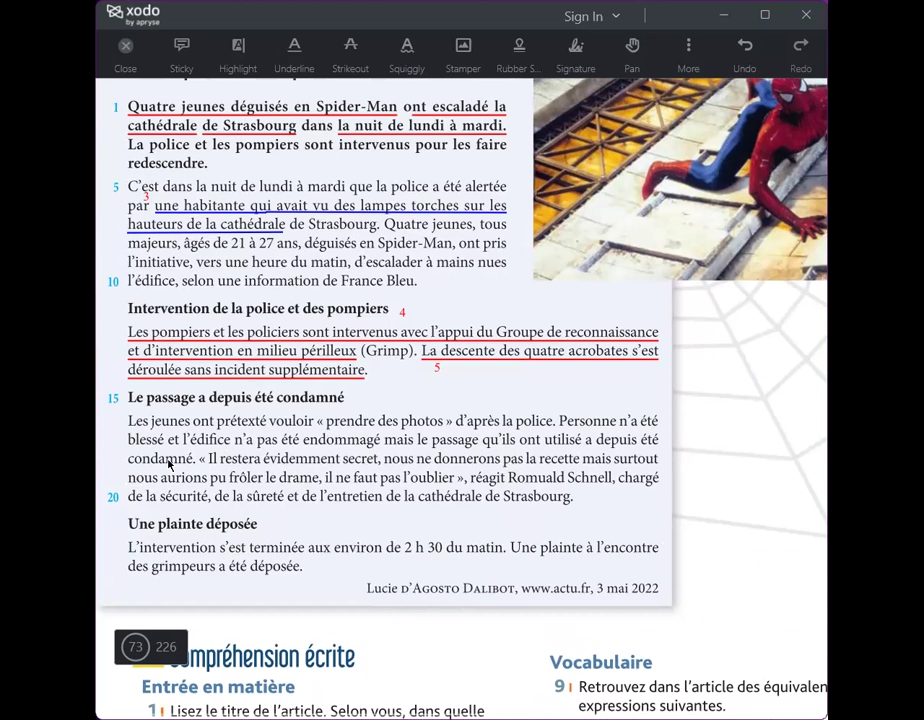 xodo
by apryse
Sign In
Close
Sticky
Highlight
Underline
Strikeout
Squiggly
Stamper
Rubber S...
Signature
Pan
More
Undo
Redo
1 Quatre jeunes déguisés en Spider-Man ont escaladé la
cathédrale de Strasbourg dans la nuit de lundi à mardi.
La police et les pompiers sont intervenus pour les faire
redescendre.
5 C’est dans la nuit de lundi à mardi que la police a été alertée
3
par une habitante qui avait vu des lampes torches sur les
hauteurs de la cathédrale de Strasbourg. Quatre jeunes, tous
majeurs, âgés de 21 à 27 ans, déguisés en Spider-Man, ont pris
l’initiative, vers une heure du matin, d’escalader à mains nues
10 l’édifice, selon une information de France Bleu.
Intervention de la police et des pompiers 4
Les pompiers et les policiers sont intervenus avec l’appui du Groupe de reconnaissance
et d’intervention en milieu périlleux (Grimp). La descente des quatre acrobates s’est
déroulée sans incident supplémentaire. 5
15 Le passage a depuis été condamné
Les jeunes ont prétexté vouloir « prendre des photos » d’après la police. Personne n’a été
blessé et l’édifice n’a pas été endommagé mais le passage qu’ils ont utilisé a depuis été
condamné. « Il restera évidemment secret, nous ne donnerons pas la recette mais surtout
nous aurions pu frôler le drame, il ne faut pas l’oublier », réagit Romuald Schnell, chargé
20 de la sécurité, de la sûreté et de l’entretien de la cathédrale de Strasbourg.
Une plainte déposée
L’intervention s’est terminée aux environ de 2 h 30 du matin. Une plainte à l’encontre
des grimpeurs a été déposée.
Lucie D’AGOSTO DALIBOT, www.actu.fr, 3 mai 2022
73 226
mpréhension écrite
Entrée en matière
1 Lisez le titre de l’article. Selon vous, dans quelle
Vocabulaire
9 Retrouvez dans l’article des équivalen
expressions suivantes.